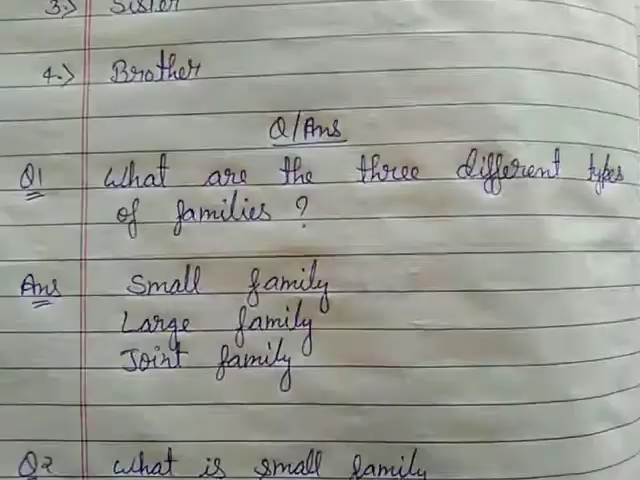 3.) Sister
4.) Brother
Q/Ans
Q1 What are the three different types
of families ?
Ans Small family
Large family
Joint family
Q2 What is small family